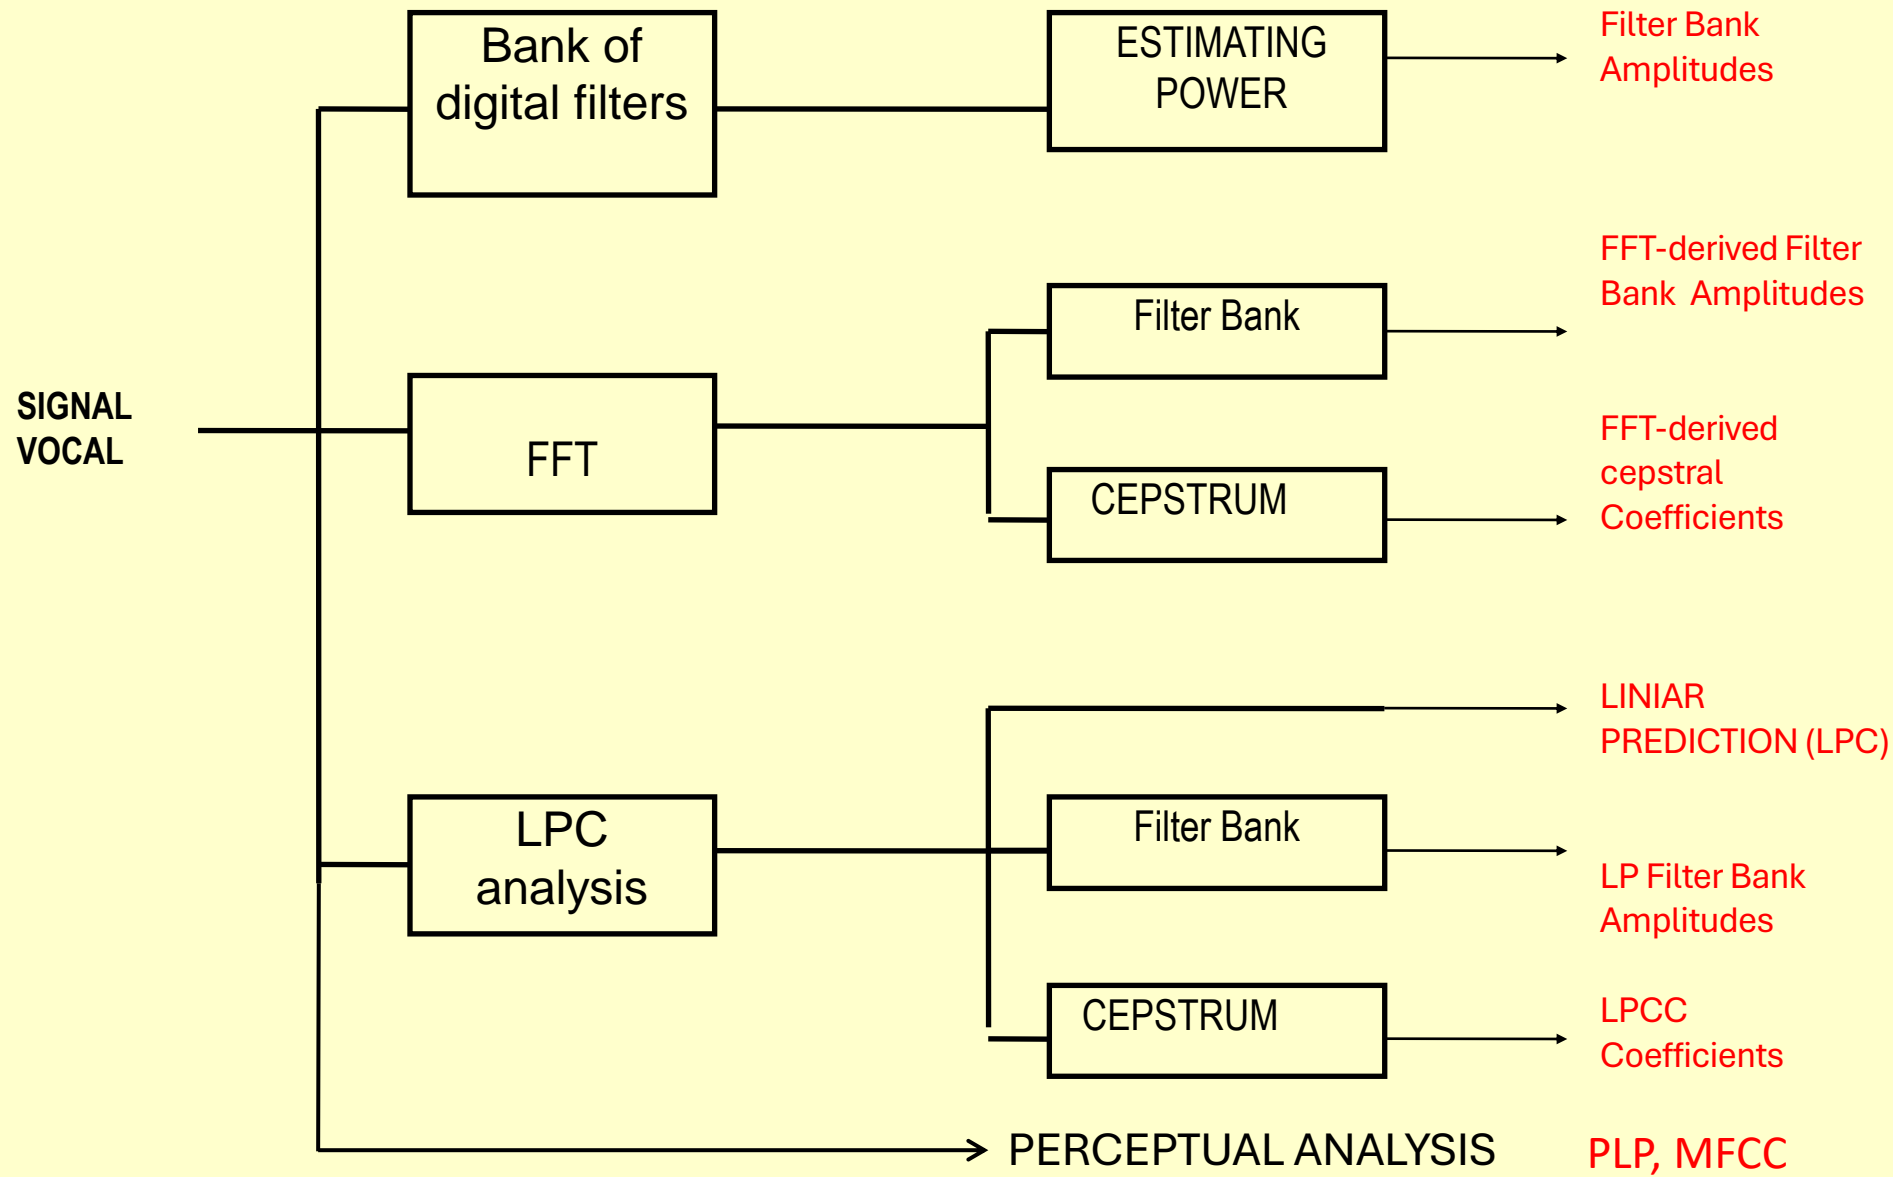 Bank of
digital filters
ESTIMATING
POWER
Filter Bank
Amplitudes
SIGNAL
VOCAL
FFT
Filter Bank
FFT-derived Filter
Bank Amplitudes
CEPSTRUM
FFT-derived
cepstral
Coefficients
LPC
analysis
LINIAR
PREDICTION (LPC)
Filter Bank
LP Filter Bank
Amplitudes
CEPSTRUM
LPCC
Coefficients
PERCEPTUAL ANALYSIS
PLP, MFCC